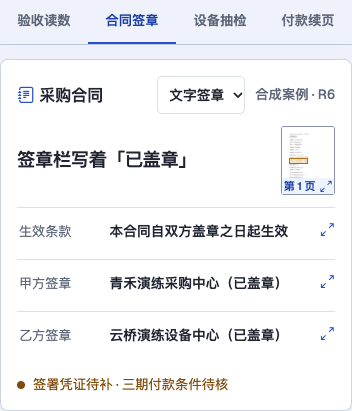 验收读数 合同签章 设备抽检 付款续页
采购合同 文字签章 合成案例 · R6
签章栏写着「已盖章」
第1页
生效条款 本合同自双方盖章之日起生效
甲方签章 青禾演练采购中心（已盖章）
乙方签章 云桥演练设备中心（已盖章）
签署凭证待补 · 三期付款条件待核